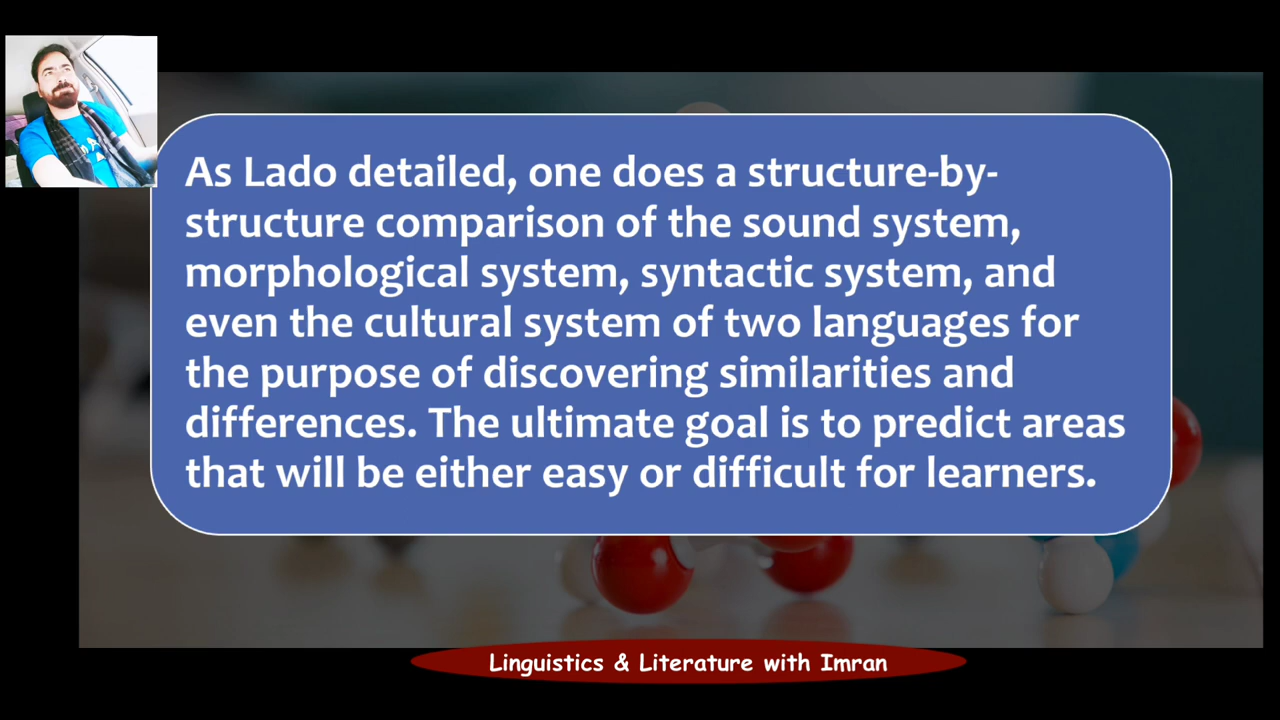 As Lado detailed, one does a structure-by-
structure comparison of the sound system,
morphological system, syntactic system, and
even the cultural system of two languages for
the purpose of discovering similarities and
differences. The ultimate goal is to predict areas
that will be either easy or difficult for learners.
Linguistics & Literature with Imran